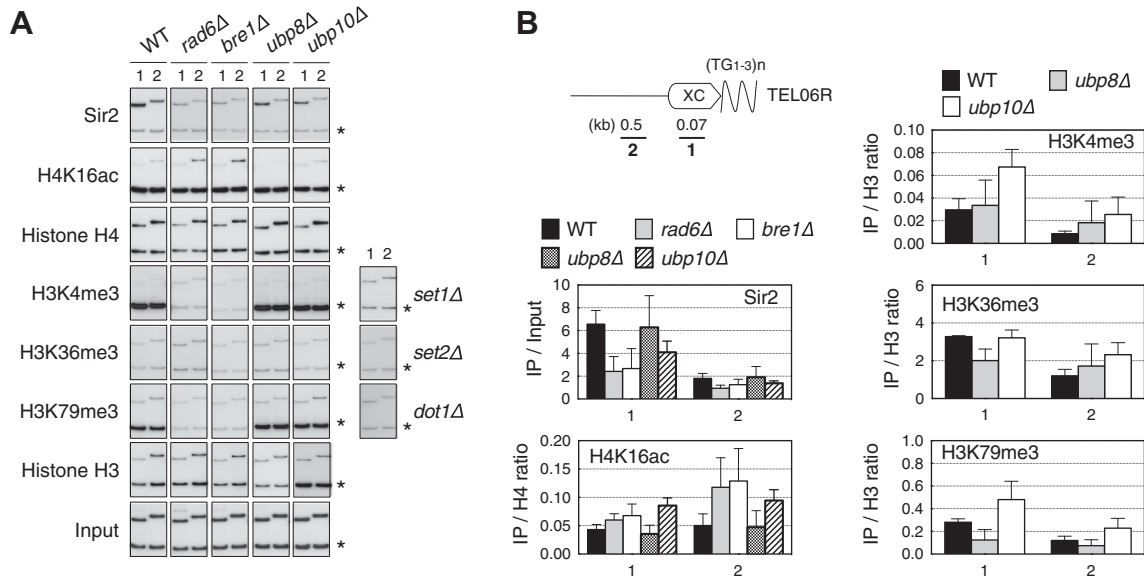 A
WT rad6Δ bre1Δ ubp8Δ ubp10Δ
1 2 1 2 1 2 1 2 1 2
Sir2 *
H4K16ac *
Histone H4 *
1 2
H3K4me3 * * set1Δ
H3K36me3 * * set2Δ
H3K79me3 * * dot1Δ
Histone H3 *
Input *
B
(TG1-3)n
XC TEL06R
(kb) 0.5 0.07
2 1
WT rad6Δ bre1Δ
ubp8Δ ubp10Δ
Sir2
IP / Input
10
8
6
4
2
0
1 2
H4K16ac
IP / H4 ratio
0.20
0.15
0.10
0.05
0.00
1 2
WT ubp8Δ
ubp10Δ
H3K4me3
IP / H3 ratio
0.10
0.08
0.06
0.04
0.02
0.00
1 2
H3K36me3
IP / H3 ratio
6
4
2
0
1 2
H3K79me3
IP / H3 ratio
1.0
0.8
0.6
0.4
0.2
0.0
1 2